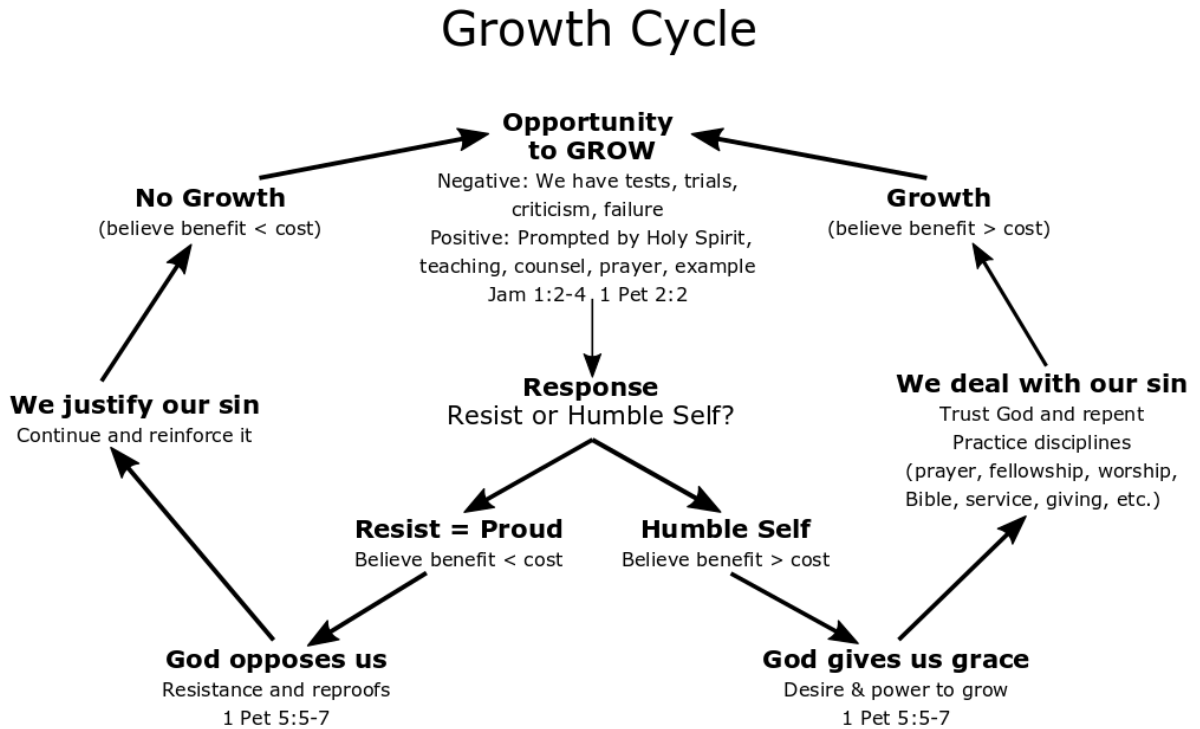 Growth Cycle
Opportunity
to GROW
Negative: We have tests, trials,
criticism, failure
Positive: Prompted by Holy Spirit,
teaching, counsel, prayer, example
Jam 1:2-4  1 Pet 2:2
No Growth
(believe benefit < cost)
Growth
(believe benefit > cost)
Response
Resist or Humble Self?
We justify our sin
Continue and reinforce it
We deal with our sin
Trust God and repent
Practice disciplines
(prayer, fellowship, worship,
Bible, service, giving, etc.)
Resist = Proud
Believe benefit < cost
Humble Self
Believe benefit > cost
God opposes us
Resistance and reproofs
1 Pet 5:5-7
God gives us grace
Desire & power to grow
1 Pet 5:5-7